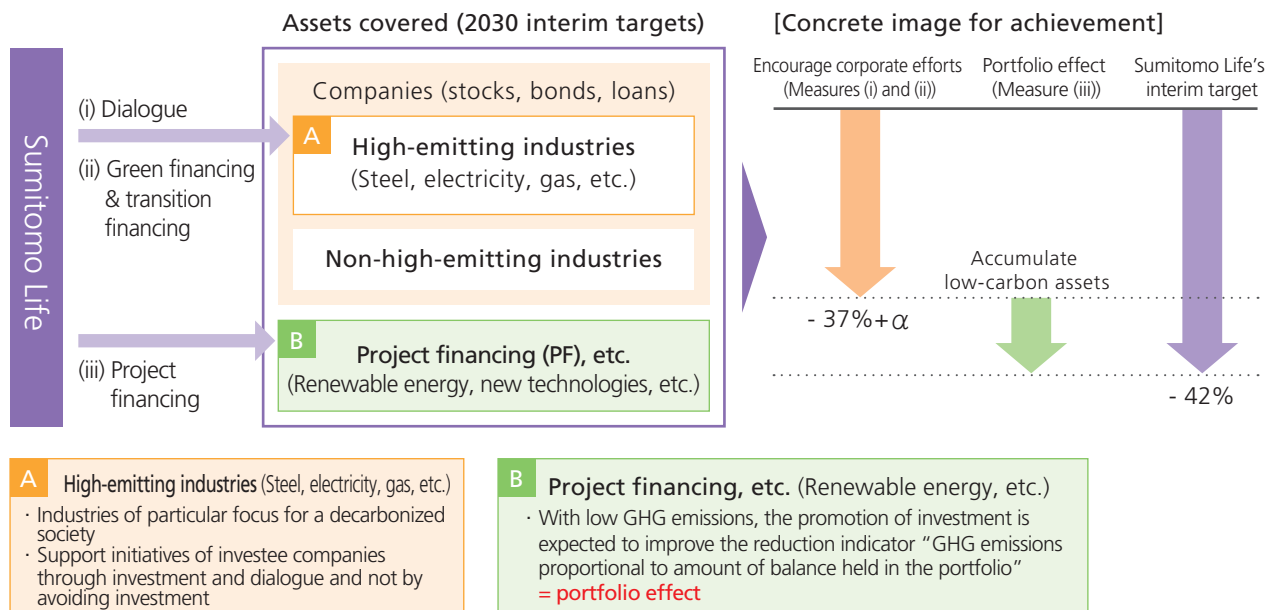 Assets covered (2030 interim targets)
[Concrete image for achievement]
Sumitomo Life
(i) Dialogue
(ii) Green financing
& transition
financing
(iii) Project
financing
Companies (stocks, bonds, loans)
A
High-emitting industries
(Steel, electricity, gas, etc.)
Non-high-emitting industries
B
Project financing (PF), etc.
(Renewable energy, new technologies, etc.)
Encourage corporate efforts
(Measures (i) and (ii))
Portfolio effect
(Measure (iii))
Sumitomo Life's
interim target
Accumulate
low-carbon assets
- 37%+α
- 42%
A
High-emitting industries (Steel, electricity, gas, etc.)
· Industries of particular focus for a decarbonized
society
· Support initiatives of investee companies
through investment and dialogue and not by
avoiding investment
B
Project financing, etc. (Renewable energy, etc.)
· With low GHG emissions, the promotion of investment is
expected to improve the reduction indicator "GHG emissions
proportional to amount of balance held in the portfolio"
= portfolio effect